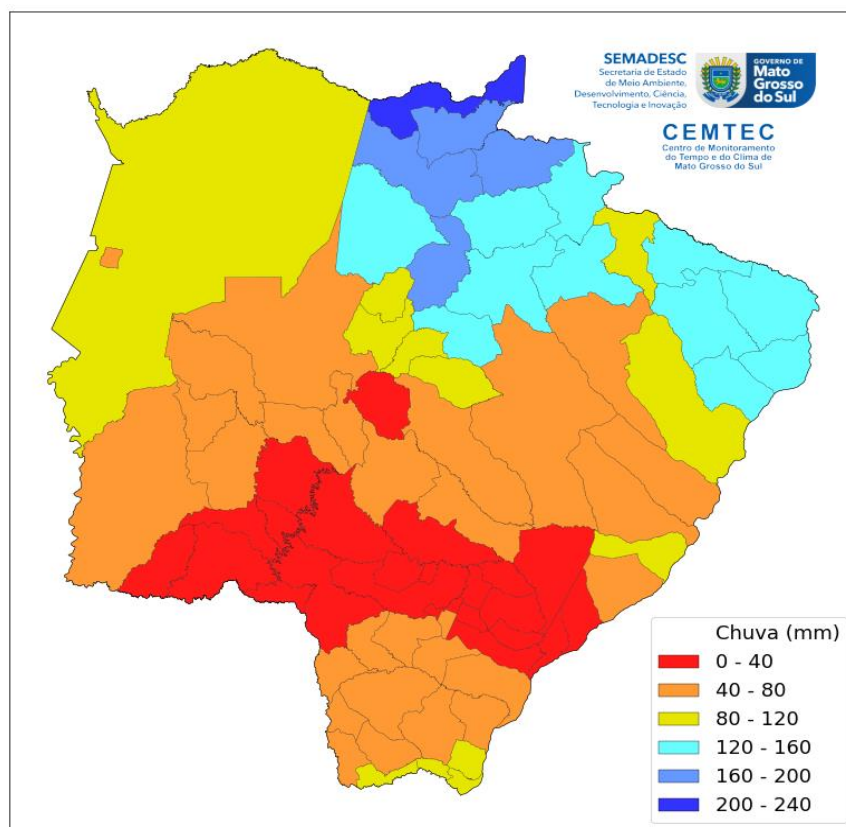 SEMADESC
Secretaria de Estado
de Meio Ambiente,
Desenvolvimento, Ciência,
Tecnologia e Inovação
GOVERNO DE
Mato
Grosso
do Sul
CEMTEC
Centro de Monitoramento
do Tempo e do Clima de
Mato Grosso do Sul
Chuva (mm)
0 - 40
40 - 80
80 - 120
120 - 160
160 - 200
200 - 240